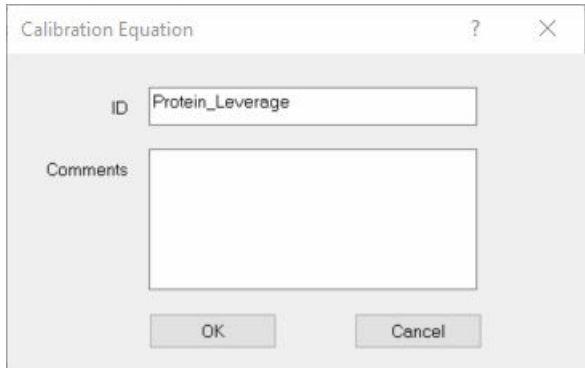 Calibration Equation ?
ID Protein_Leverage
Comments
OK Cancel